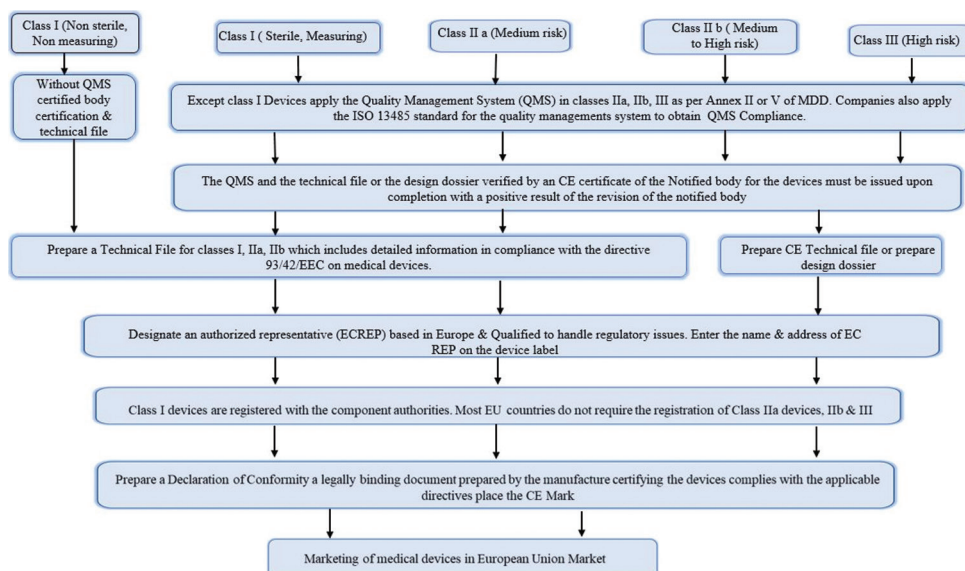 Class I (Non sterile,
Non measuring)
Class I ( Sterile, Measuring)
Class II a (Medium risk)
Class II b ( Medium
to High risk)
Class III (High risk)
Without QMS
certified body
certification &
technical file
Except class I Devices apply the Quality Management System (QMS) in classes IIa, IIb, III as per Annex II or V of MDD. Companies also apply
the ISO 13485 standard for the quality managements system to obtain QMS Compliance.
The QMS and the technical file or the design dossier verified by an CE certificate of the Notified body for the devices must be issued upon
completion with a positive result of the revision of the notified body
Prepare a Technical File for classes I, IIa, IIb which includes detailed information in compliance with the directive
93/42/EEC on medical devices.
Prepare CE Technical file or prepare
design dossier
Designate an authorized representative (ECREP) based in Europe & Qualified to handle regulatory issues. Enter the name & address of EC
REP on the device label
Class I devices are registered with the component authorities. Most EU countries do not require the registration of Class IIa devices, IIb & III
Prepare a Declaration of Conformity a legally binding document prepared by the manufacture certifying the devices complies with the applicable
directives place the CE Mark
Marketing of medical devices in European Union Market